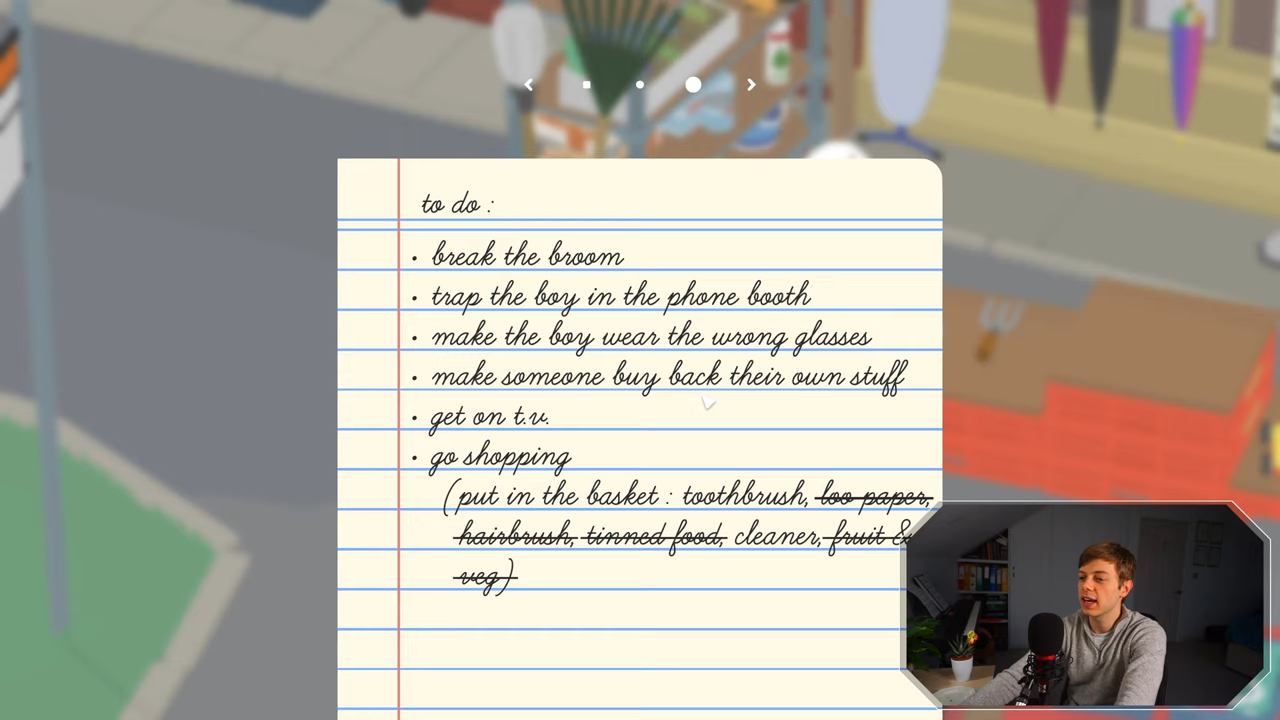 to do :
• break the broom
• trap the boy in the phone booth
• make the boy wear the wrong glasses
• make someone buy back their own stuff
• get on t.v.
• go shopping
(put in the basket : toothbrush, loo paper,
hairbrush, tinned food, cleaner, fruit &
veg)